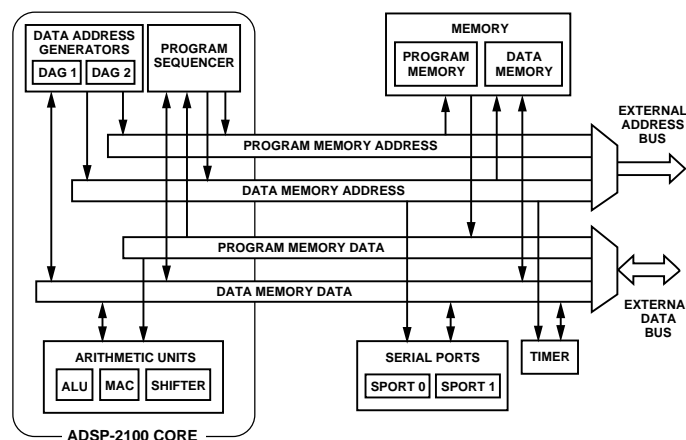 DATA ADDRESS
GENERATORS
DAG 1
DAG 2
PROGRAM
SEQUENCER
MEMORY
PROGRAM
MEMORY
DATA
MEMORY
EXTERNAL
ADDRESS
BUS
PROGRAM MEMORY ADDRESS
DATA MEMORY ADDRESS
PROGRAM MEMORY DATA
DATA MEMORY DATA
EXTERNAL
DATA
BUS
ARITHMETIC UNITS
ALU
MAC
SHIFTER
SERIAL PORTS
SPORT 0
SPORT 1
TIMER
ADSP-2100 CORE